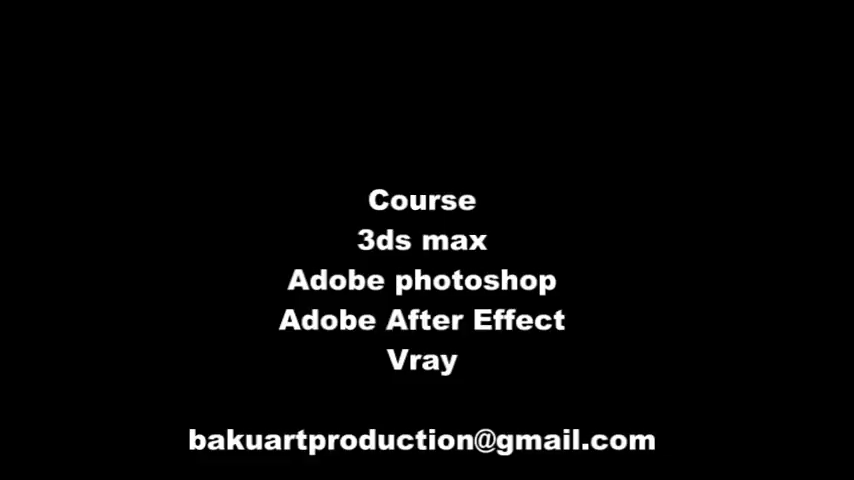 Course
3ds max
Adobe photoshop
Adobe After Effect
Vray
bakuartproduction@gmail.com